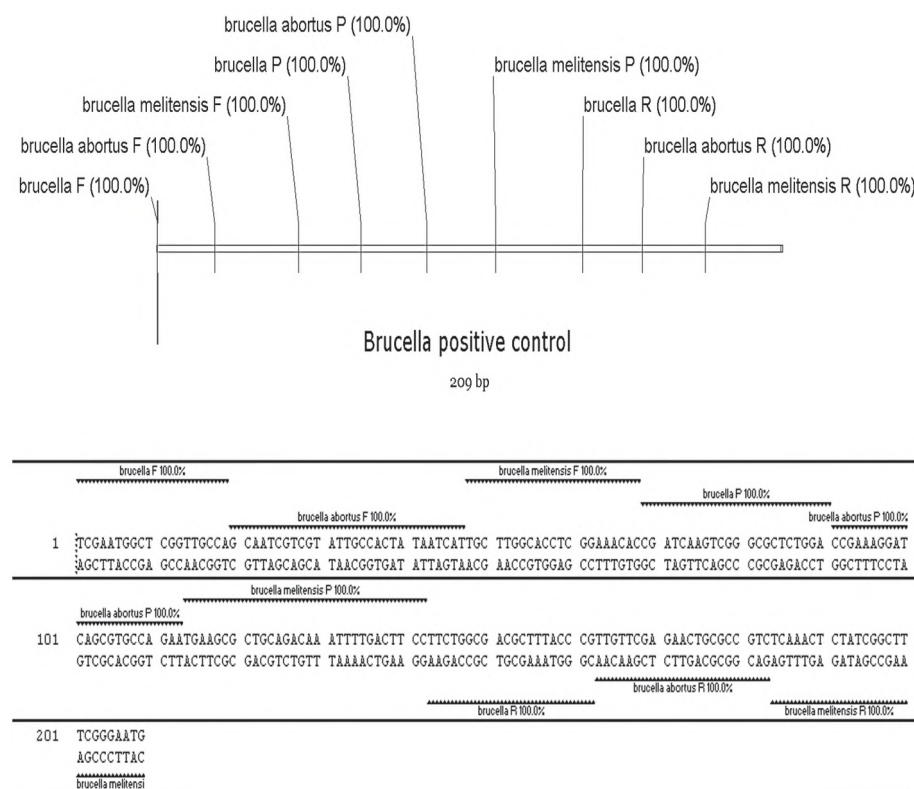 brucella abortus P (100.0%)
brucella P (100.0%)
brucella melitensis P (100.0%)
brucella melitensis F (100.0%)
brucella R (100.0%)
brucella abortus F (100.0%)
brucella abortus R (100.0%)
brucella F (100.0%)
brucella melitensis R (100.0%)
Brucella positive control
209 bp
brucella F 100.0%
brucella melitensis F 100.0%
brucella P 100.0%
brucella abortus F 100.0%
brucella abortus P 100.0%
1 TCGAATGGCT CGGTTGCCAG CAATCGTCGT ATTGCCACTA TAATCATTGC TTGGCACCTC GGAAACACCG ATCAAGTCGG GCGCTCTGGA CCGAAAGGAT
AGCTTACCGA GCCAACGGTC GTTAGCAGCA TAACGGTGAT ATTAGTAACG AACCGTGGAG CCTTTGTGGC TAGTTCAGCC CGCGAGACCT GGCTTTCCTA
brucella melitensis P 100.0%
brucella abortus P 100.0%
101 CAGCGTGCCA GAATGAAGCG CTGCAGACAA ATTTTGACTT CCTTCTGGCG ACGCTTTACC CGTTGTTCGA GAACTGCGCC GTCTCAAACT CTATCGGCTT
GTCGCACGGT CTTACTTCGC GACGTCTGTT TAAAACTGAA GGAAGACCGC TGCGAAATGG GCAACAAGCT CTTGACGCGG CAGAGTTTGA GATAGCCGAA
brucella abortus R 100.0%
brucella R 100.0%
brucella melitensis R 100.0%
201 TCGGGAATG
AGCCCTTAC
brucella melitensi